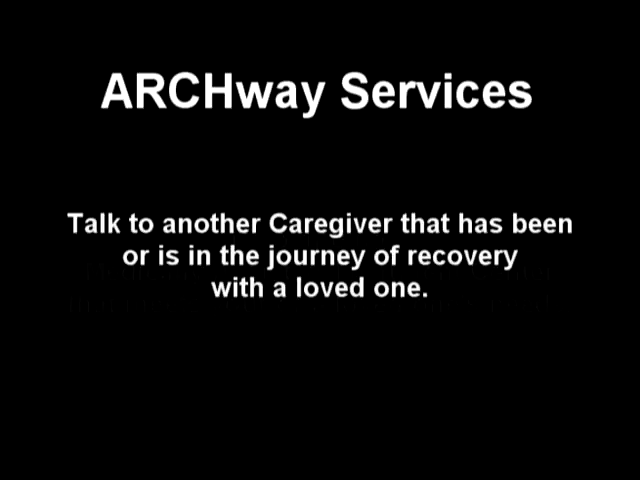 ARCHway Services
Talk to another Caregiver that has been
or is in the journey of recovery
with a loved one.